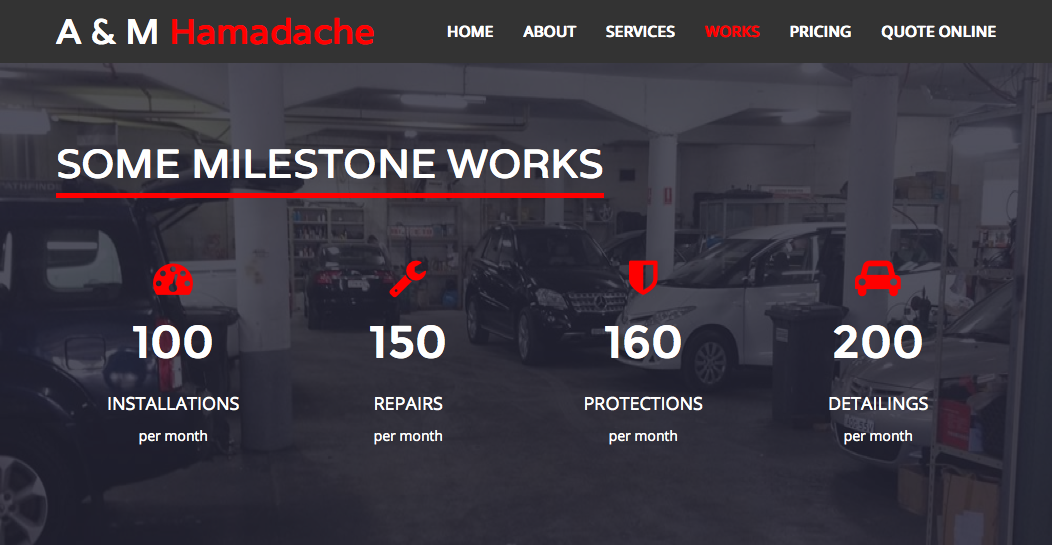 A & M Hamadache
HOME ABOUT SERVICES WORKS PRICING QUOTE ONLINE
SOME MILESTONE WORKS
100 150 160 200
INSTALLATIONS REPAIRS PROTECTIONS DETAILINGS
per month per month per month per month